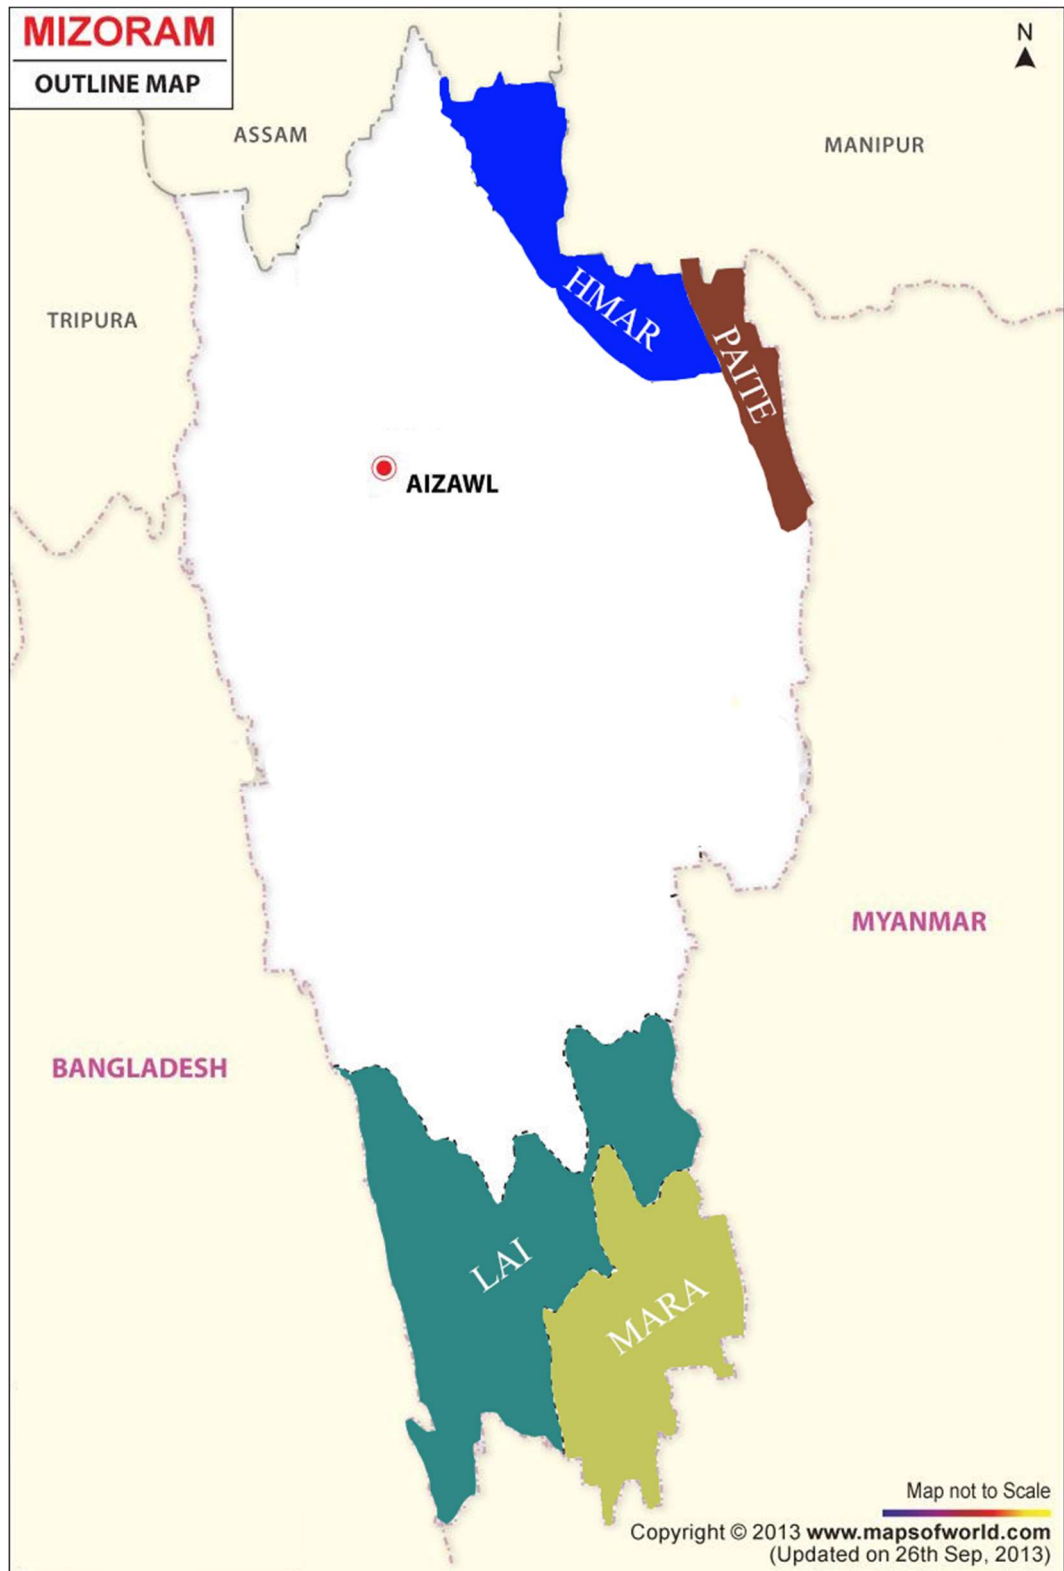 MIZORAM
OUTLINE MAP
N
ASSAM
MANIPUR
TRIPURA
HMAR
PAITE
AIZAWL
MYANMAR
BANGLADESH
LAI
MARA
Map not to Scale
Copyright © 2013 www.mapsofworld.com
(Updated on 26th Sep, 2013)